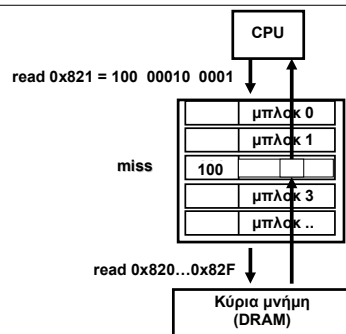 CPU
read 0x821 = 100 00010 0001
μπλοκ 0
μπλοκ 1
miss
100
μπλοκ 3
μπλοκ ..
read 0x820...0x82F
Κύρια μνήμη
(DRAM)